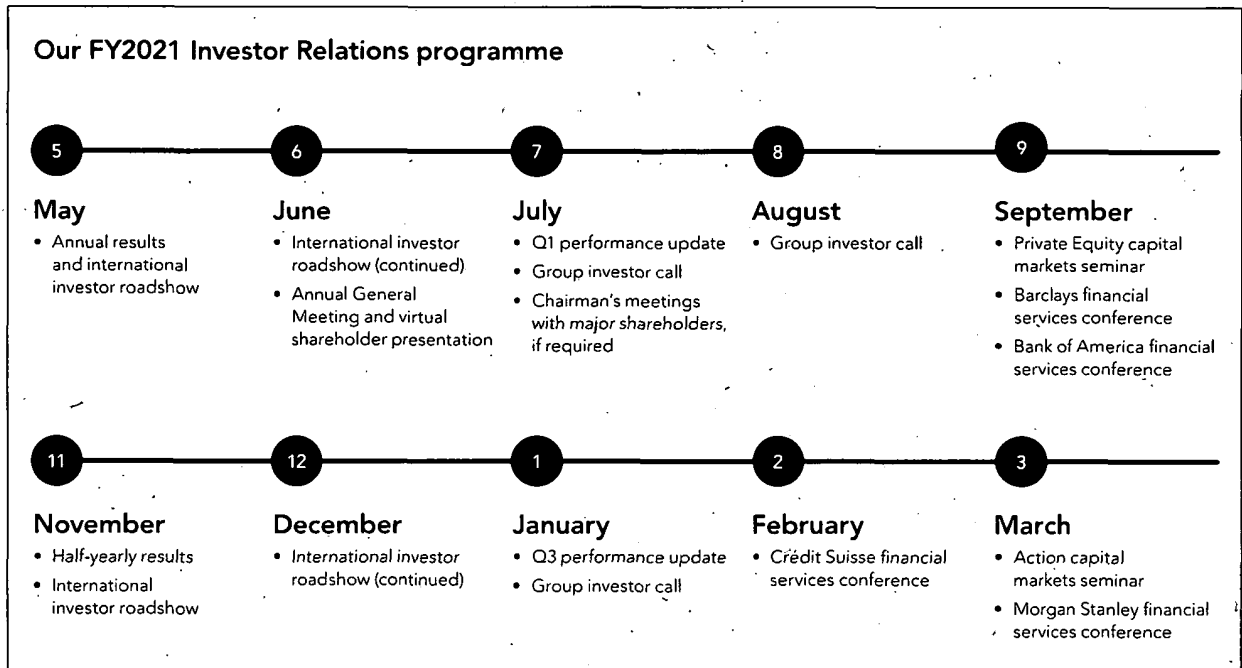 Our FY2021 Investor Relations programme
5
6
7
8
9
May
• Annual results
and international
investor roadshow
June
• International investor
roadshow (continued)
• Annual General
Meeting and virtual
shareholder presentation
July
• Q1 performance update
• Group investor call
• Chairman's meetings
with major shareholders,
if required
August
• Group investor call
September
• Private Equity capital
markets seminar
• Barclays financial
services conference
• Bank of America financial
services conference
11
12
1
2
3
November
• Half-yearly results
• International
investor roadshow
December
• International investor
roadshow (continued)
January
• Q3 performance update
• Group investor call
February
• Crédit Suisse financial
services conference
March
• Action capital
markets seminar
• Morgan Stanley financial
services conference